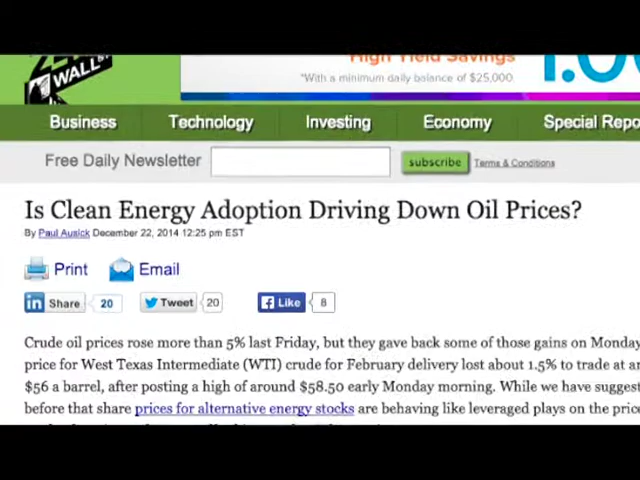 WALL ST
High Yield Savings
*With a minimum daily balance of $25,000
Business Technology Investing Economy Special Repo
Free Daily Newsletter subscribe Terms & Conditions
Is Clean Energy Adoption Driving Down Oil Prices?
By Paul Ausick December 22, 2014 12:25 pm EST
Print Email
in Share 20 Tweet 20 f Like 8
Crude oil prices rose more than 5% last Friday, but they gave back some of those gains on Monday
price for West Texas Intermediate (WTI) crude for February delivery lost about 1.5% to trade at
$56 a barrel, after posting a high of around $58.50 early Monday morning. While we have suggest
before that share prices for alternative energy stocks are behaving like leveraged plays on the pric